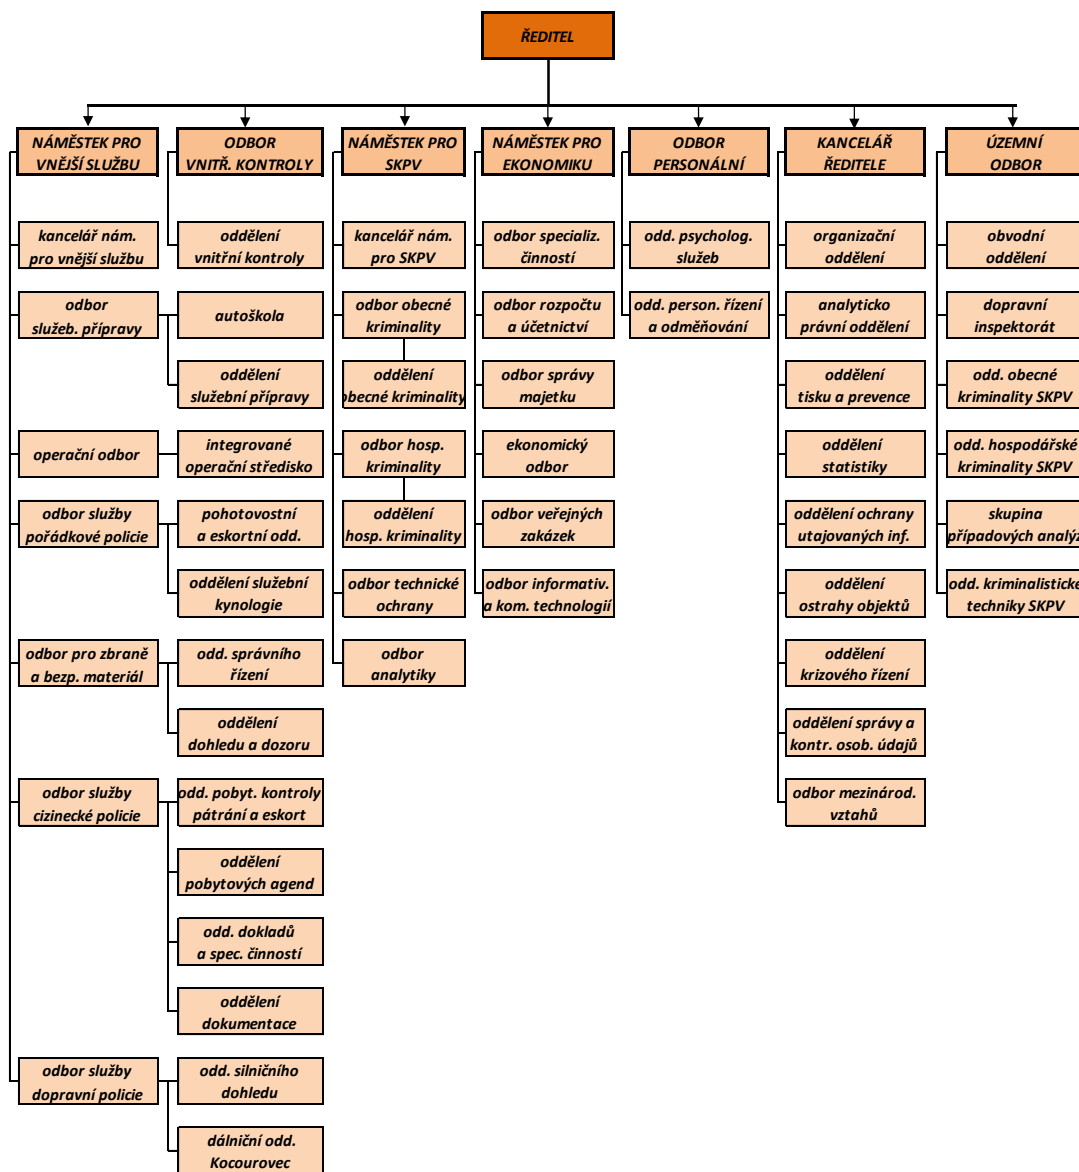 ŘEDITEL
NÁMĚSTEK PRO
VNĚJŠÍ SLUŽBU
ODBOR
VNITŘ. KONTROLY
NÁMĚSTEK PRO
SKPV
NÁMĚSTEK PRO
EKONOMIKU
ODBOR
PERSONÁLNÍ
KANCELÁŘ
ŘEDITELE
ÚZEMNÍ
ODBOR
kancelář nám.
pro vnější službu
oddělení
vnitřní kontroly
kancelář nám.
pro SKPV
odbor specializ.
činností
odd. psycholog.
služeb
organizační
oddělení
obvodní
oddělení
odbor
služeb. přípravy
autoškola
odbor obecné
kriminality
odbor rozpočtu
a účetnictví
odd. person. řízení
a odměňování
analyticko
právní oddělení
dopravní
inspektorát
oddělení
služební přípravy
oddělení
obecné kriminality
odbor správy
majetku
oddělení
tisku a prevence
odd. obecné
kriminality SKPV
operační odbor
integrované
operační středisko
odbor hosp.
kriminality
ekonomický
odbor
oddělení
statistiky
odd. hospodářské
kriminality SKPV
odbor služby
pořádkové policie
pohotovostní
a eskortní odd.
oddělení
hosp. kriminality
odbor veřejných
zakázek
oddělení ochrany
utajovaných inf.
skupina
případových analýz
oddělení služební
kynologie
odbor technické
ochrany
odbor informativ.
a kom. technologií
oddělení
ostrahy objektů
odd. kriminalistické
techniky SKPV
odbor pro zbraně
a bezp. materiál
odd. správního
řízení
odbor
analytiky
oddělení
krizového řízení
oddělení
dohledu a dozoru
oddělení správy a
kontr. osob. údajů
odbor služby
cizinecké policie
odd. pobyt. kontroly
pátrání a eskort
odbor mezinárod.
vztahů
oddělení
pobytových agend
odd. dokladů
a spec. činností
oddělení
dokumentace
odbor služby
dopravní policie
odd. silničního
dohledu
dálniční odd.
Kocourovec